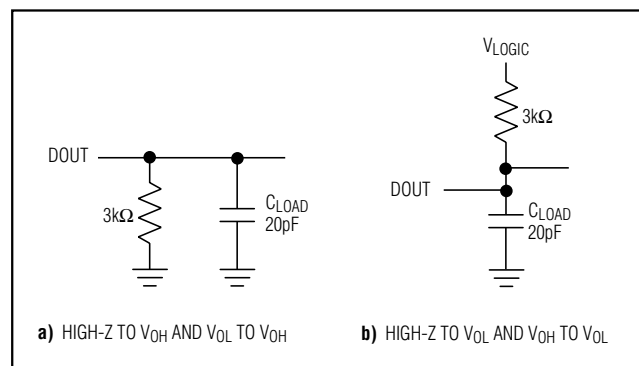 DOUT
3kΩ
CLOAD
20pF
a) HIGH-Z TO VOH AND VOL TO VOH
VLOGIC
3kΩ
DOUT
CLOAD
20pF
b) HIGH-Z TO VOL AND VOH TO VOL